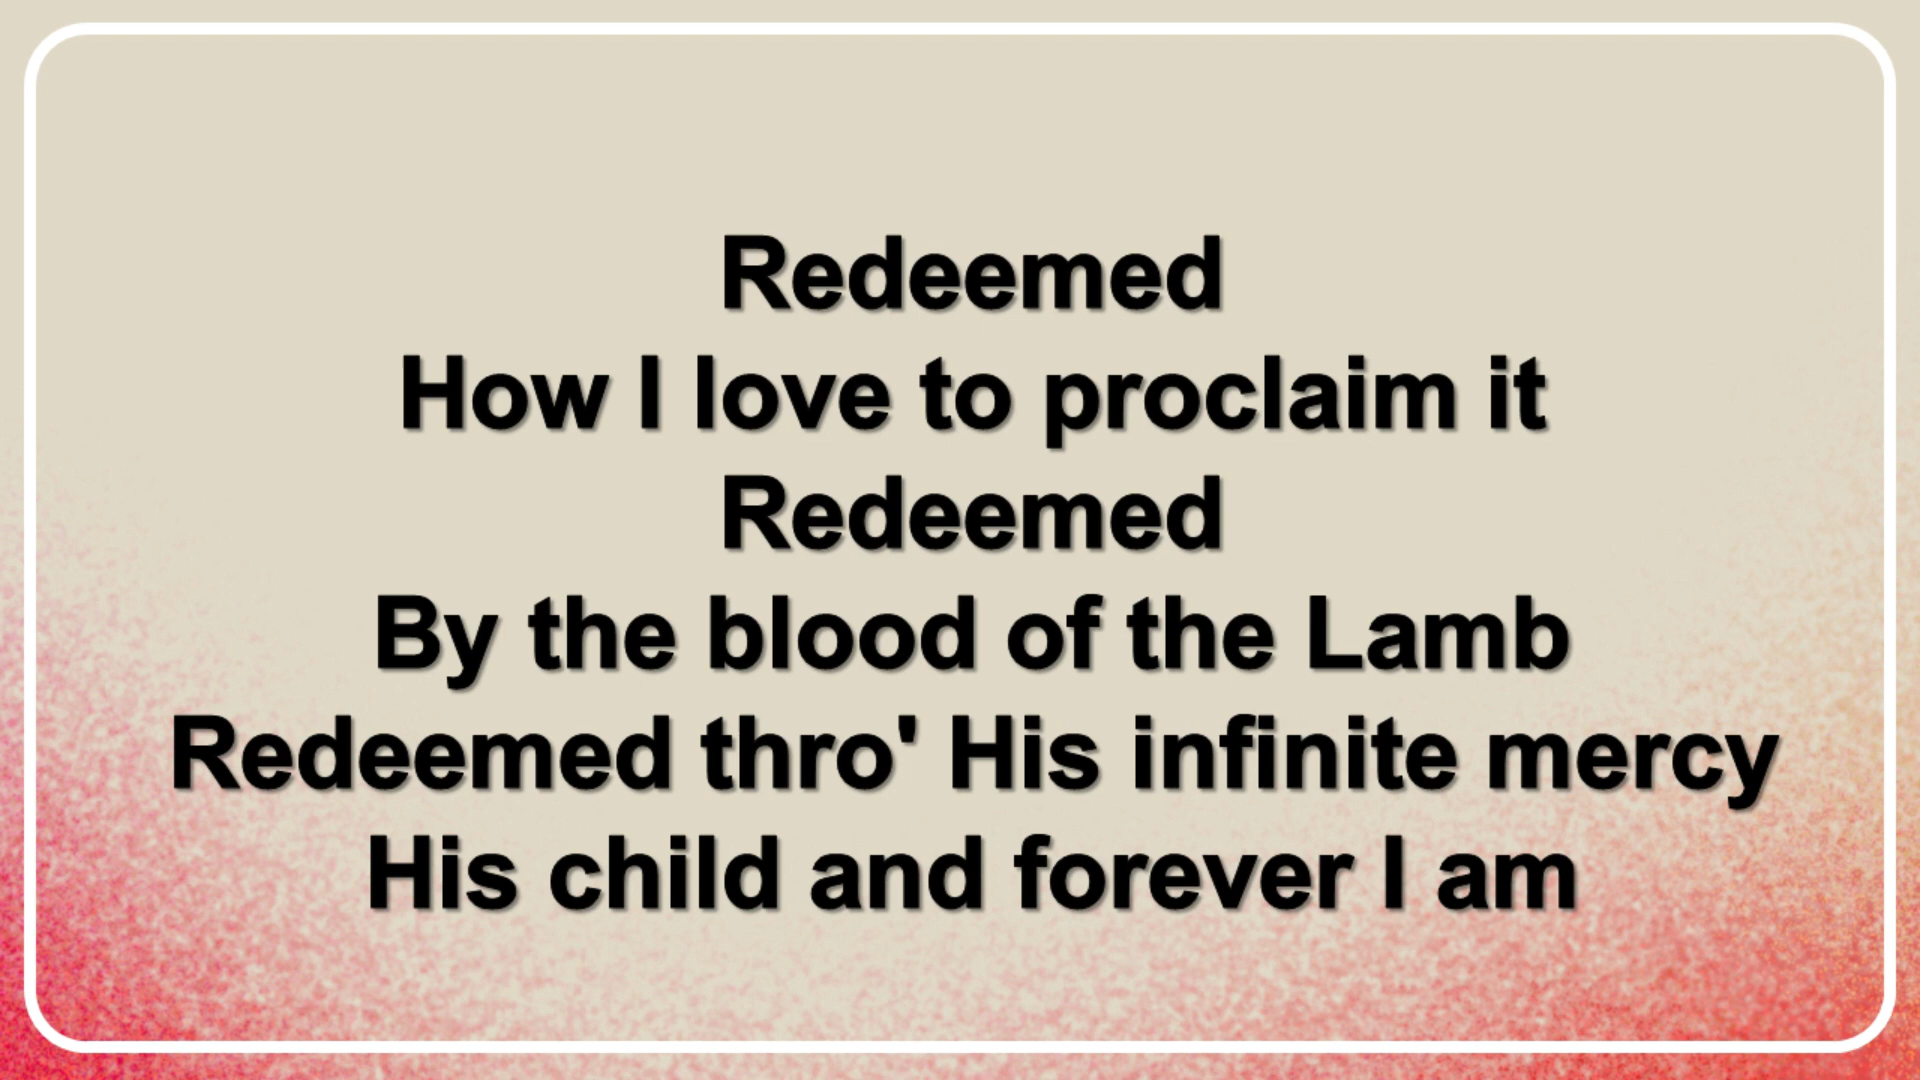 Redeemed
How I love to proclaim it
Redeemed
By the blood of the Lamb
Redeemed thro' His infinite mercy
His child and forever I am